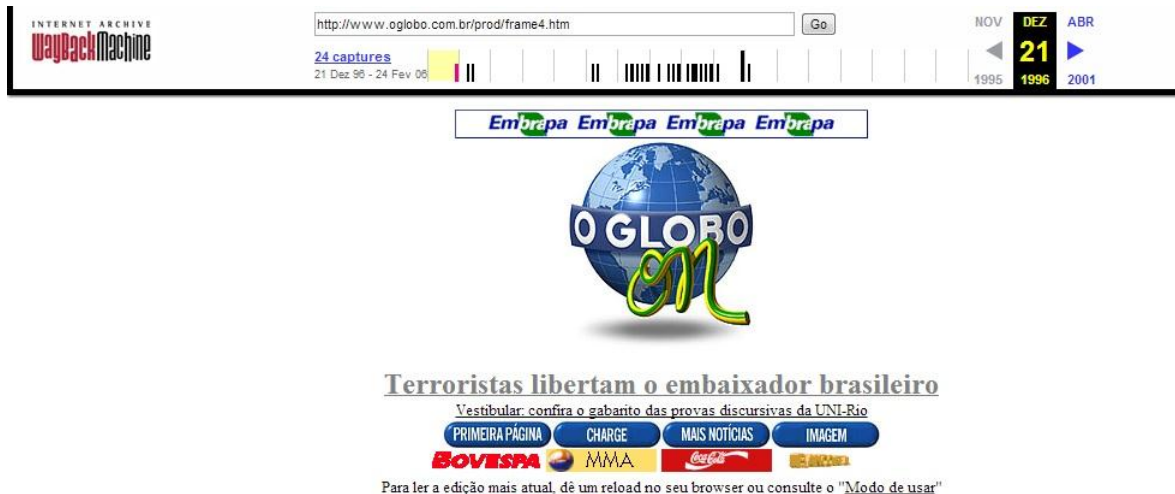 INTERNET ARCHIVE
WayBackMachine
http://www.oglobo.com.br/prod/frame4.htm
Go
24 captures
21 Dez 96 - 24 Fev 06
NOV DEZ ABR
21
1995 1996 2001
Embrapa Embrapa Embrapa Embrapa
O GLOBO
on
Terroristas libertam o embaixador brasileiro
Vestibular: confira o gabarito das provas discursivas da UNI-Rio
PRIMEIRA PÁGINA CHARGE MAIS NOTÍCIAS IMAGEM
BOVESPA MMA Coca-Cola
Para ler a edição mais atual, dê um reload no seu browser ou consulte o "Modo de usar"